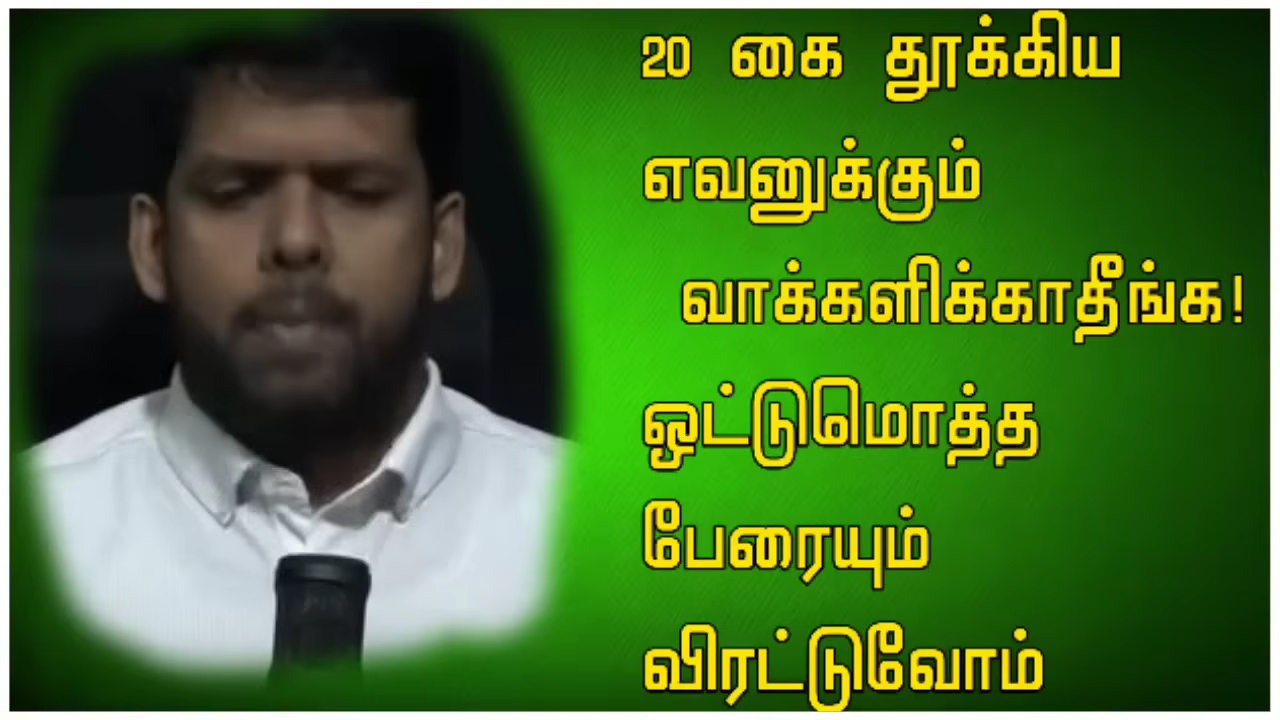 20 கை தூக்கிய
எவனுக்கும்
வாக்களிக்காதீங்க!
ஒட்டுமொத்த
பேரையும்
விரட்டுவோம்